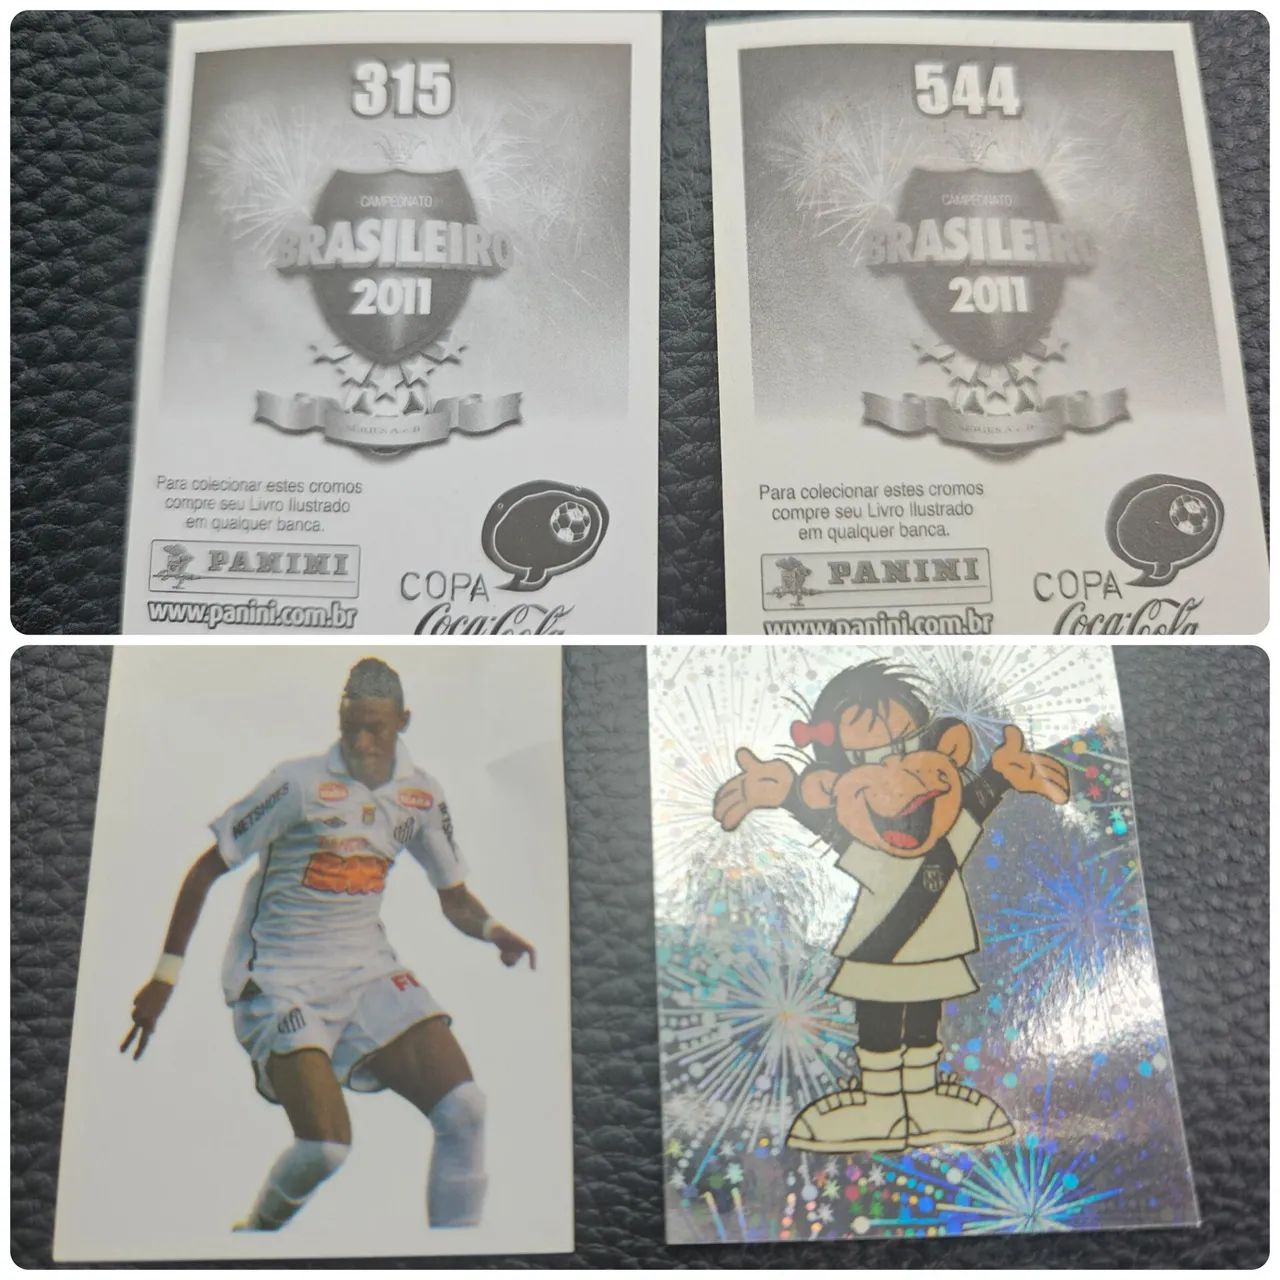 315
CAMPEONATO
BRASILEIRO
2011
SÉRIES A e B
Para colecionar estes cromos
compre seu Livro Ilustrado
em qualquer banca.
PANINI
www.panini.com.br
COPA
Coca-Cola
544
CAMPEONATO
BRASILEIRO
2011
SÉRIES A e B
Para colecionar estes cromos
compre seu Livro Ilustrado
em qualquer banca.
PANINI
www.panini.com.br
COPA
Coca-Cola
NETSHOES